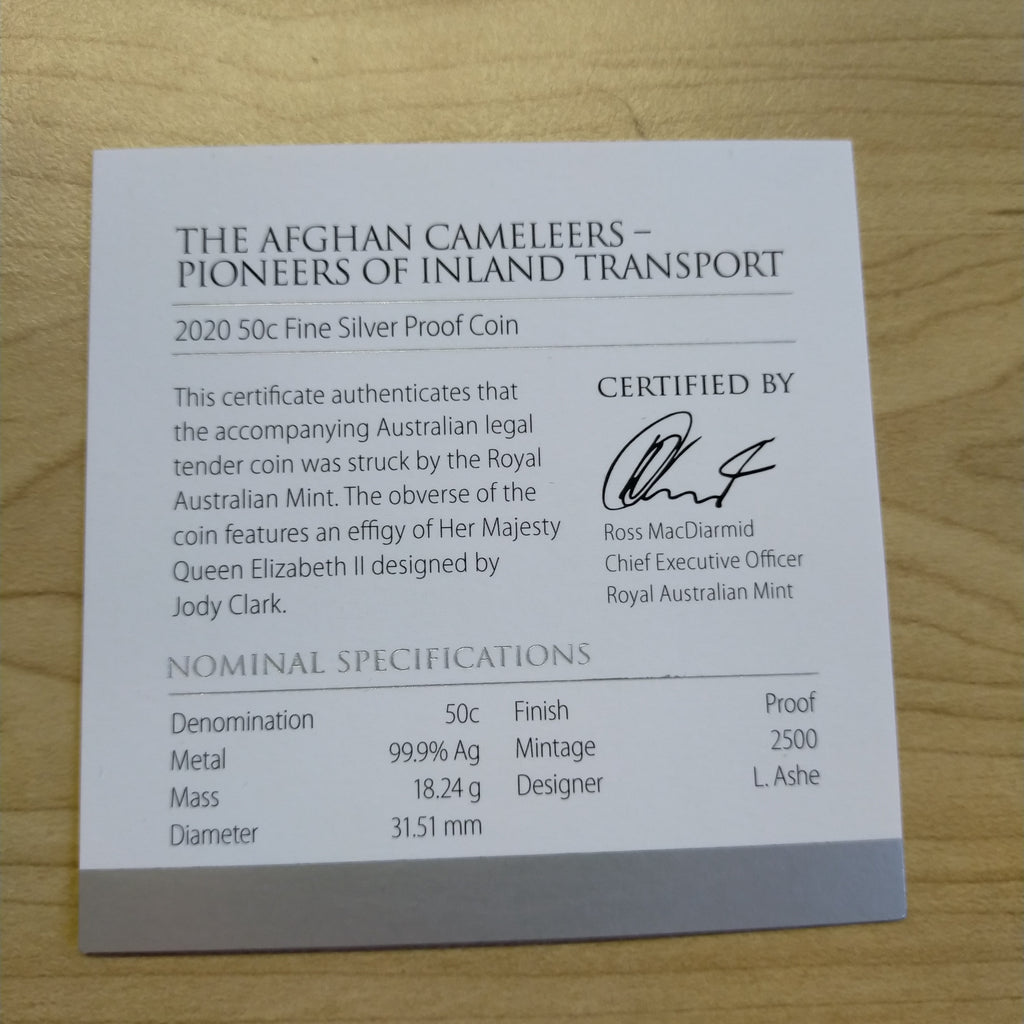 THE AFGHAN CAMELEERS –
PIONEERS OF INLAND TRANSPORT
2020 50c Fine Silver Proof Coin
This certificate authenticates that
the accompanying Australian legal
tender coin was struck by the Royal
Australian Mint. The obverse of the
coin features an effigy of Her Majesty
Queen Elizabeth II designed by
Jody Clark.
CERTIFIED BY
Ross MacDiarmid
Chief Executive Officer
Royal Australian Mint
NOMINAL SPECIFICATIONS
Denomination 50c
Metal 99.9% Ag
Mass 18.24 g
Diameter 31.51 mm
Finish Proof
Mintage 2500
Designer L. Ashe